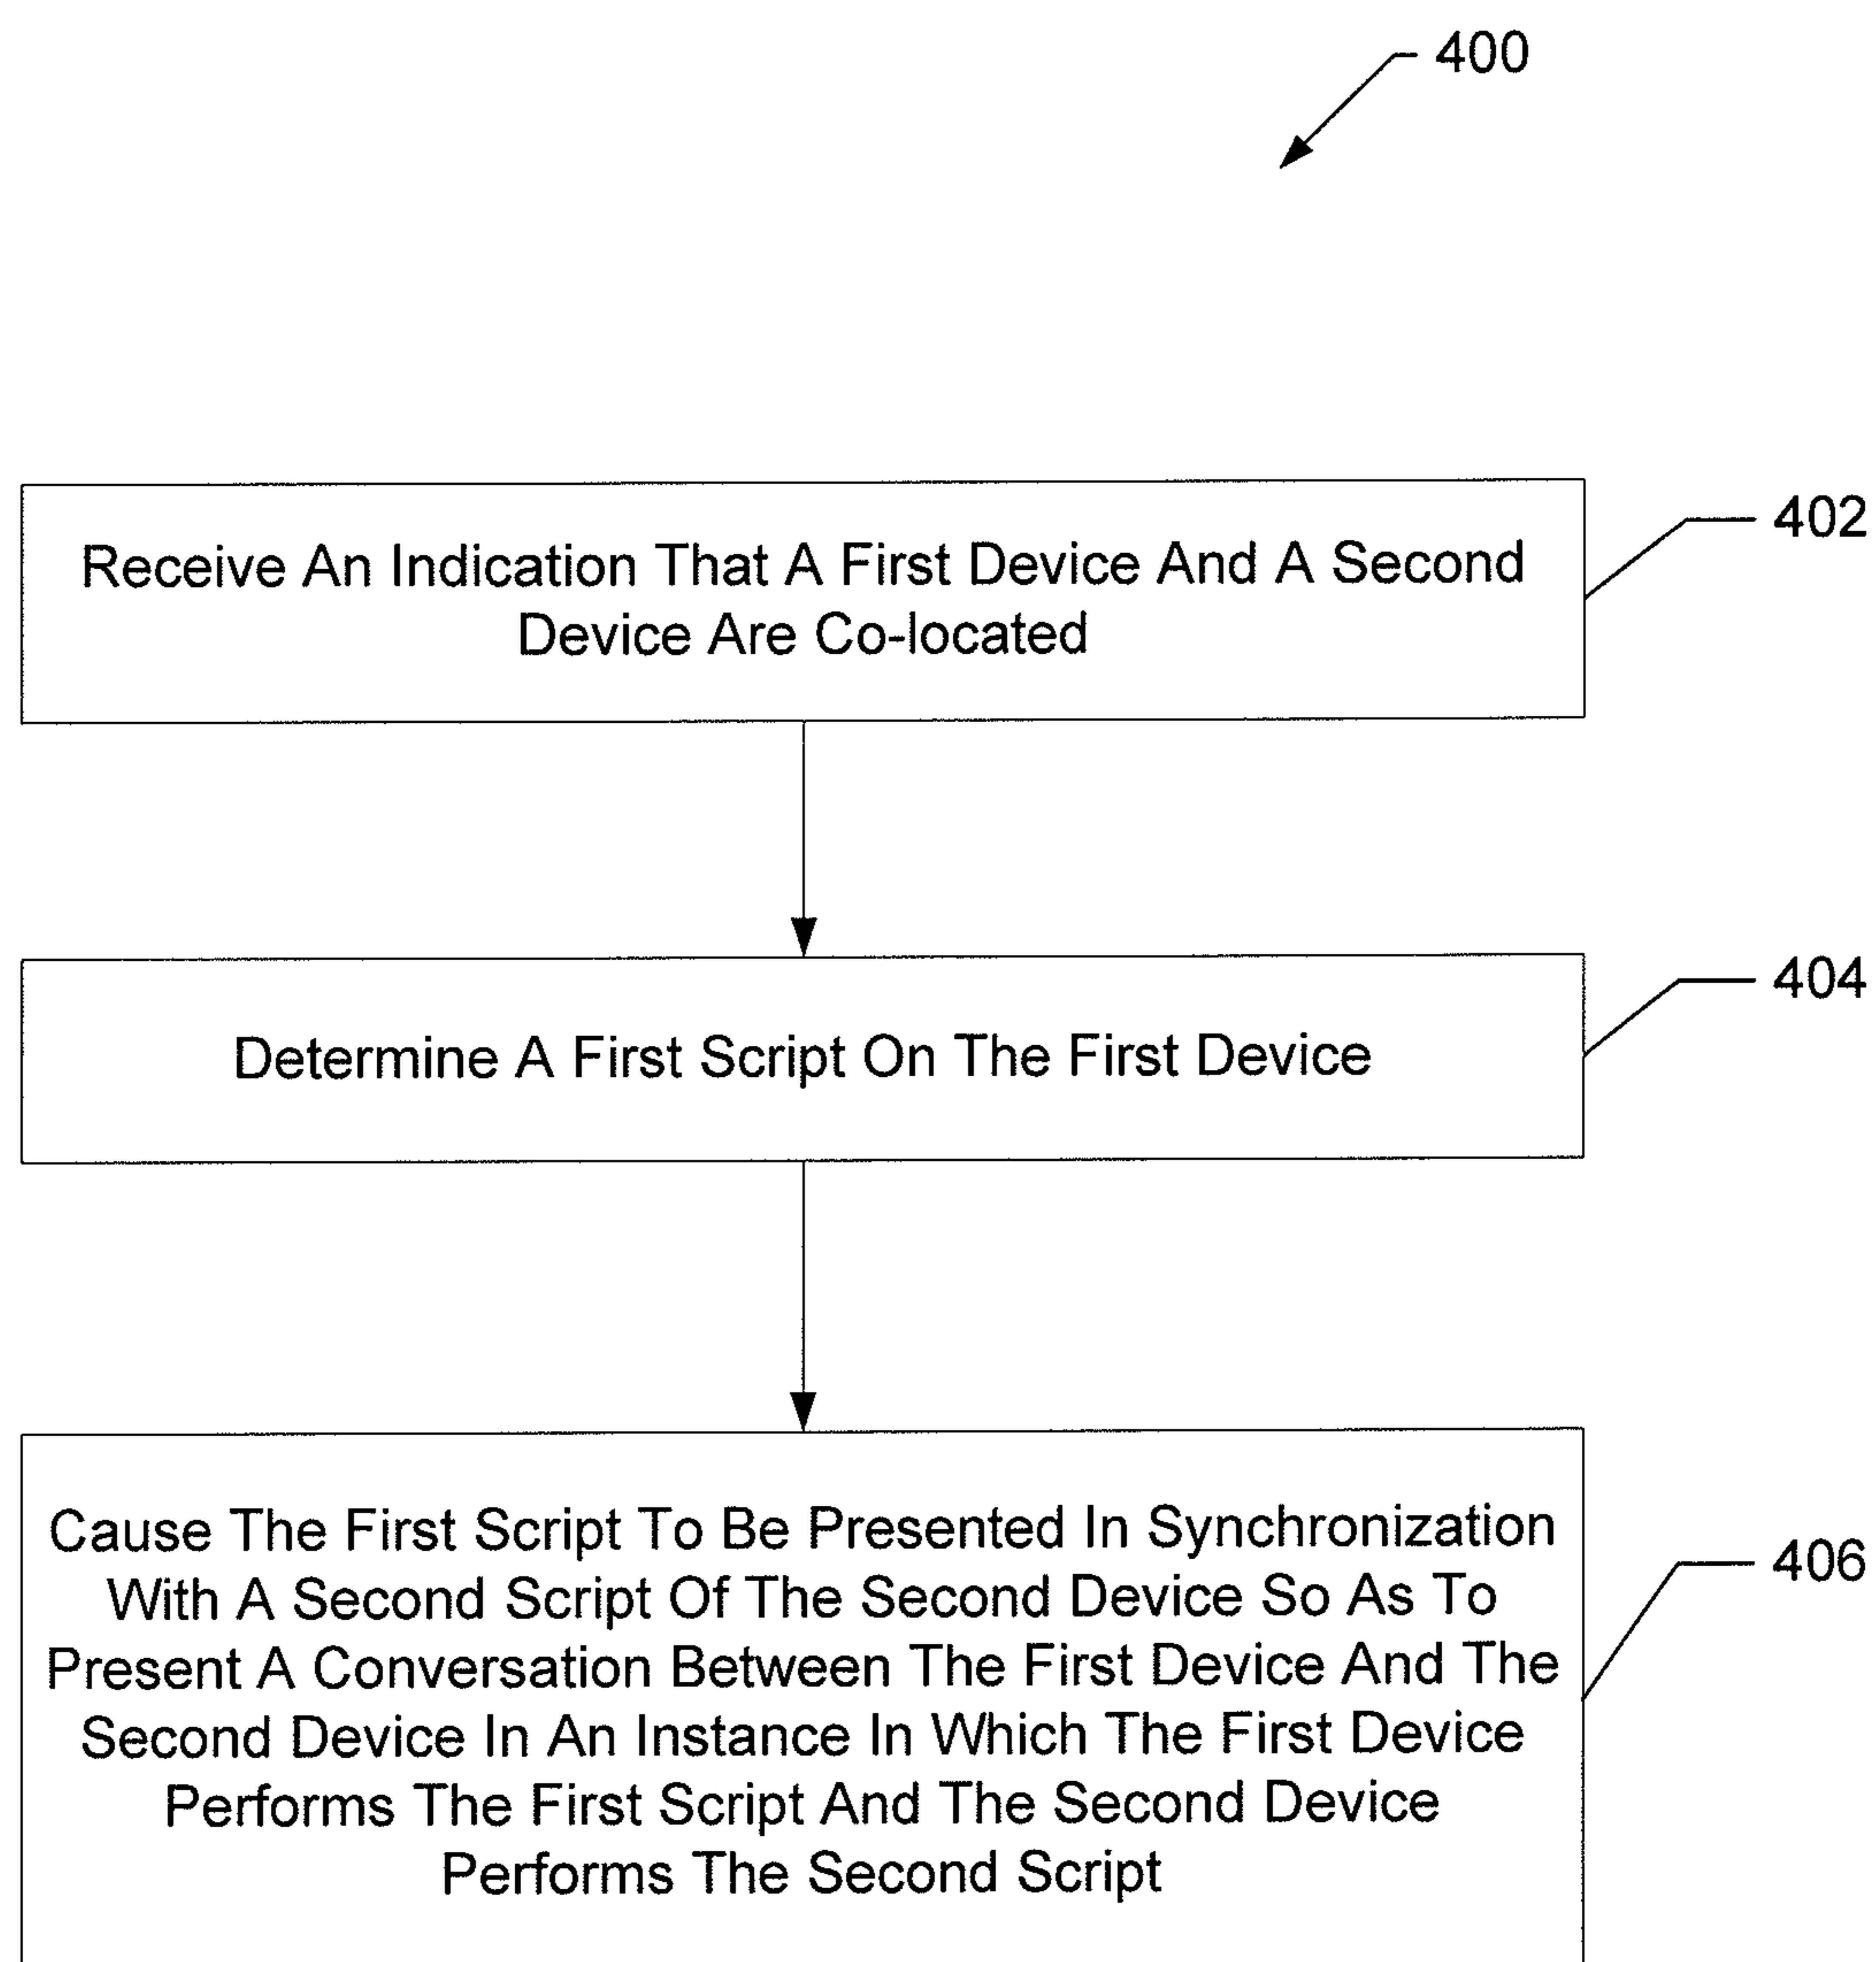 400
Receive An Indication That A First Device And A Second
Device Are Co-located
402
Determine A First Script On The First Device
404
Cause The First Script To Be Presented In Synchronization
With A Second Script Of The Second Device So As To
Present A Conversation Between The First Device And The
Second Device In An Instance In Which The First Device
Performs The First Script And The Second Device
Performs The Second Script
406